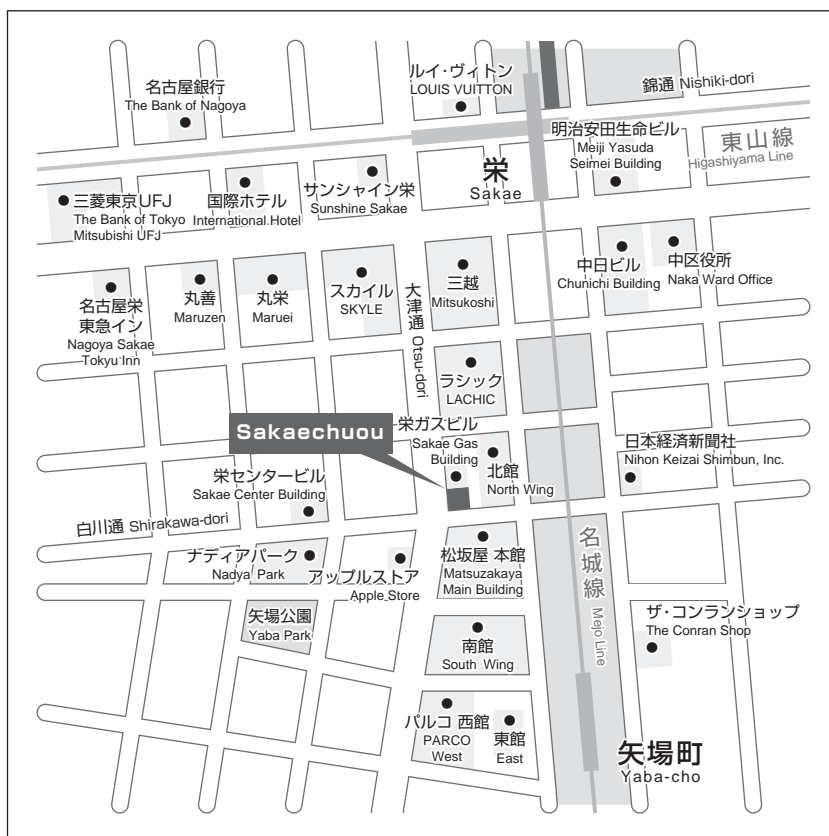 名古屋銀行
The Bank of Nagoya
ルイ・ヴィトン
LOUIS VUITTON
錦通 Nishiki-dori
明治安田生命ビル
Meiji Yasuda
Seimei Building
東山線
Higashiyama Line
栄
Sakae
三菱東京UFJ
The Bank of Tokyo
Mitsubishi UFJ
国際ホテル
International Hotel
サンシャイン栄
Sunshine Sakae
名古屋栄
東急イン
Nagoya Sakae
Tokyu Inn
丸善
Maruzen
丸栄
Maruei
スカイル
SKYLE
大津通 Otsu-dori
三越
Mitsukoshi
中日ビル
Chunichi Building
中区役所
Naka Ward Office
ラシック
LACHIC
Sakaechuou
栄ガスビル
Sakae Gas
Building
北館
North Wing
日本経済新聞社
Nihon Keizai Shimbun, Inc.
栄センタービル
Sakae Center Building
白川通 Shirakawa-dori
ナディアパーク
Nadya Park
アップルストア
Apple Store
松坂屋 本館
Matsuzakaya
Main Building
名城線
Mejo Line
矢場公園
Yaba Park
南館
South Wing
ザ・コンランショップ
The Conran Shop
パルコ 西館
PARCO
West
東館
East
矢場町
Yaba-cho